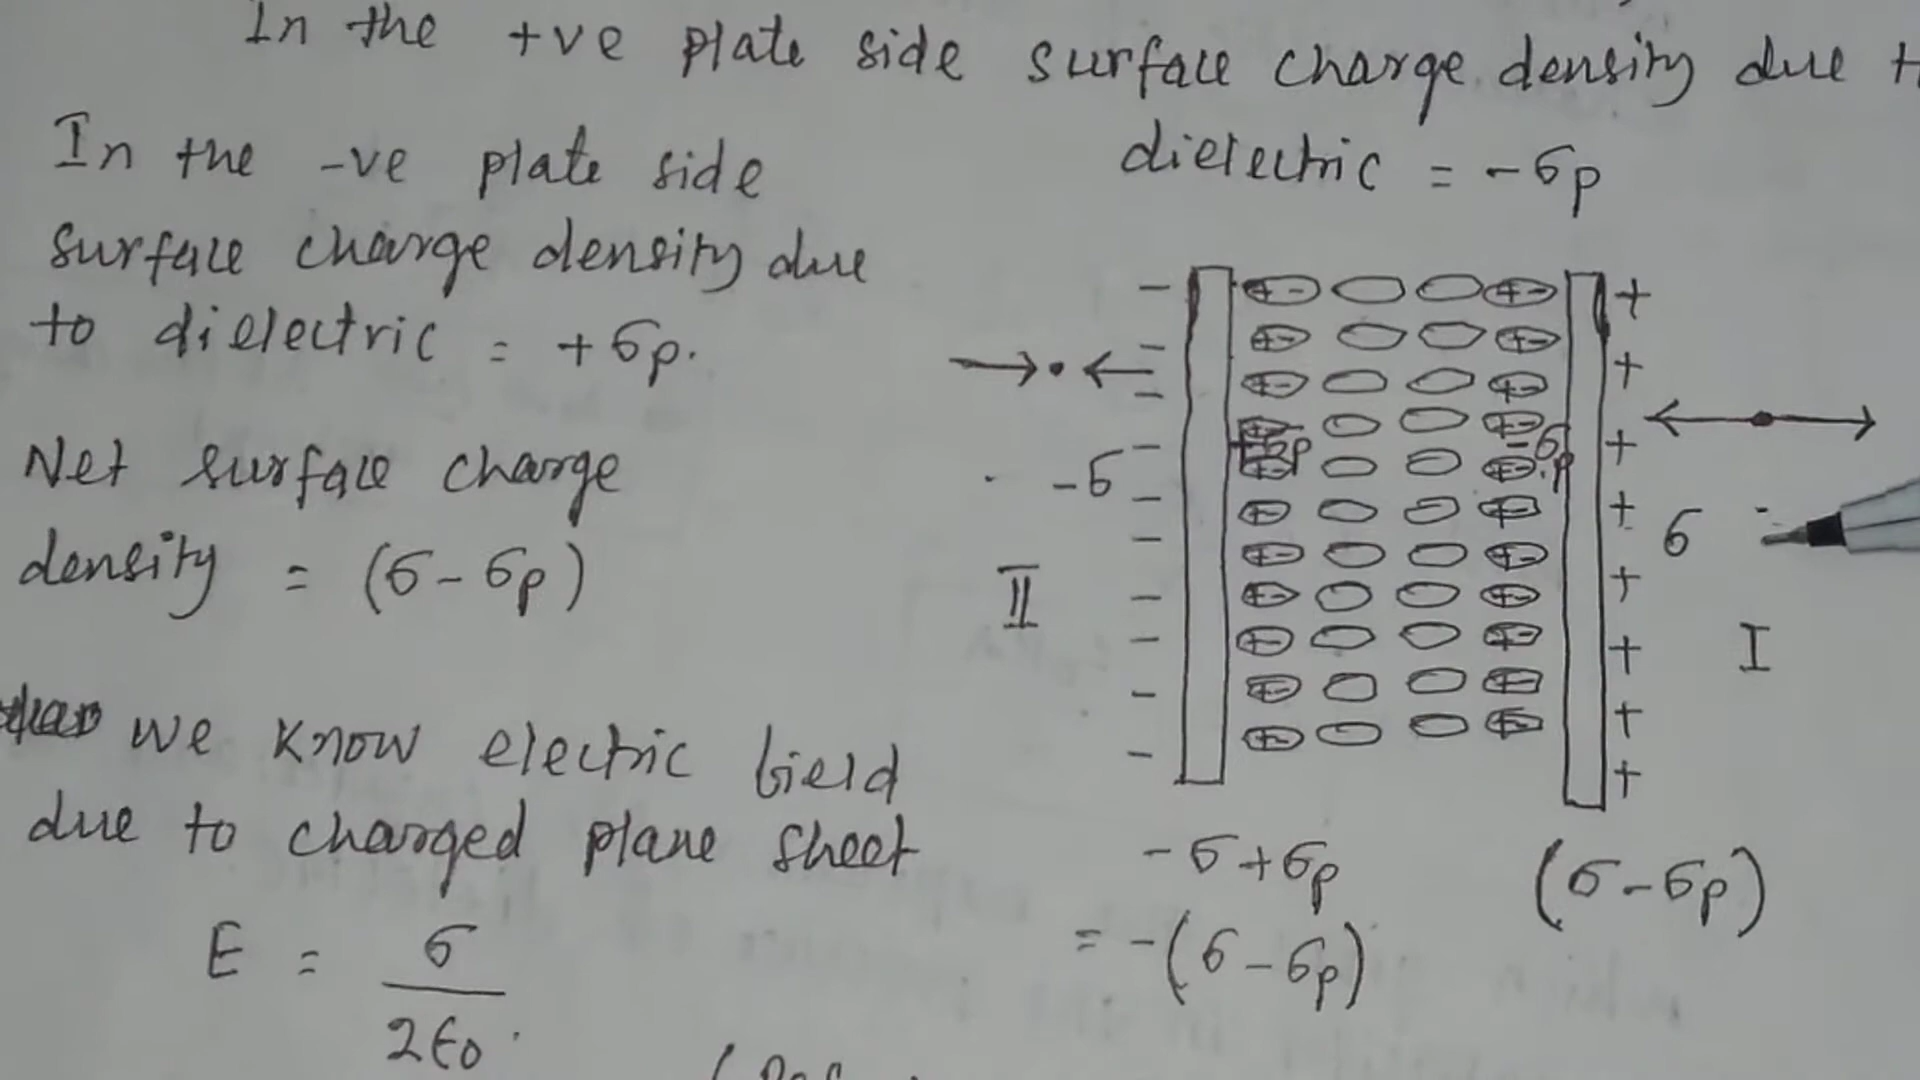 In the +ve plate side surface charge density due
dielectric = -σp
In the -ve plate side
surface charge density due
to dielectric = +σp.
Net surface charge
density = (σ - σp)
we know electric field
due to charged plane sheet
E = σ
2ϵ0
-σ
+σp
-σp
σ
II
I
-σ+σp
= -(σ-σp)
(σ-σp)